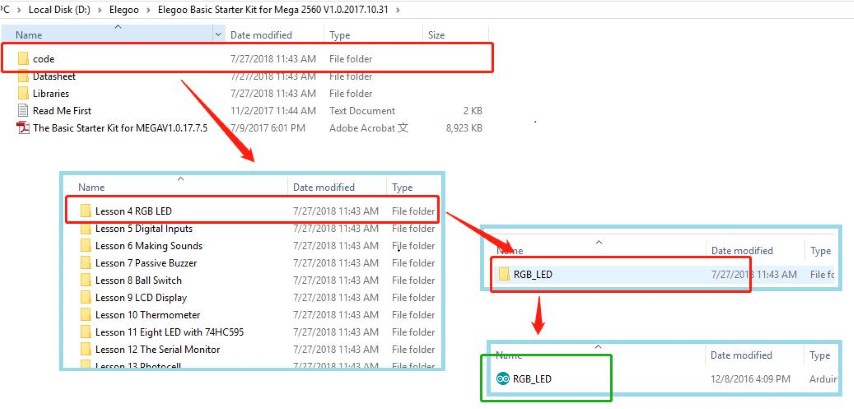 PC > Local Disk (D:) > Elegoo > Elegoo Basic Starter Kit for Mega 2560 V1.0.2017.10.31 >
Name Date modified Type Size
code 7/27/2018 11:43 AM File folder
Datasheet 7/27/2018 11:43 AM File folder
Libraries 7/27/2018 11:43 AM File folder
Read Me First 11/2/2017 11:44 AM Text Document 2 KB
The Basic Starter Kit for MEGAV1.0.17.7.5 7/9/2017 6:01 PM Adobe Acrobat 文 8,923 KB
Name Date modified Type
Lesson 4 RGB LED 7/27/2018 11:43 AM File folder
Lesson 5 Digital Inputs 7/27/2018 11:43 AM File folder
Lesson 6 Making Sounds 7/27/2018 11:43 AM File folder
Lesson 7 Passive Buzzer 7/27/2018 11:43 AM File folder
Lesson 8 Ball Switch 7/27/2018 11:43 AM File folder
Lesson 9 LCD Display 7/27/2018 11:43 AM File folder
Lesson 10 Thermometer 7/27/2018 11:43 AM File folder
Lesson 11 Eight LED with 74HC595 7/27/2018 11:43 AM File folder
Lesson 12 The Serial Monitor 7/27/2018 11:43 AM File folder
Lesson 13 Photocell 7/27/2018 11:43 AM File folder
Name Date modified Type
RGB_LED 7/27/2018 11:43 AM File fc
Name Date modified Type
RGB_LED 12/8/2016 4:09 PM Arduin